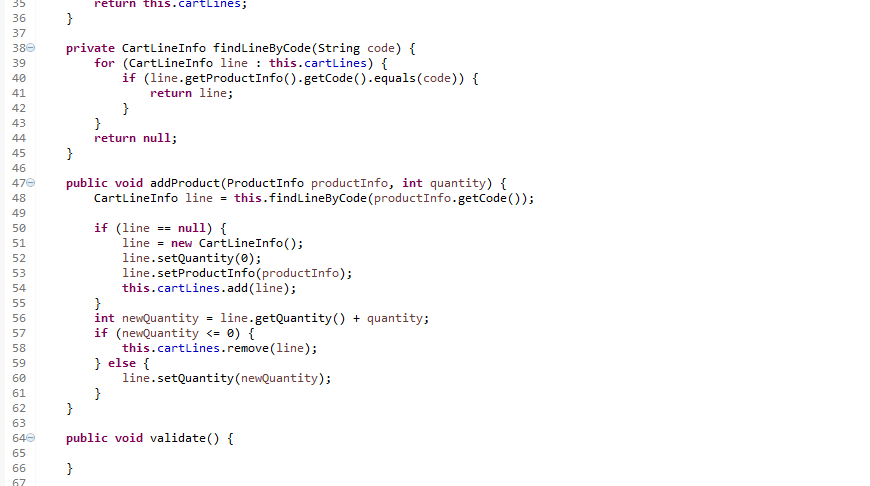 35 return this.cartLines;
36 }
37
38 private CartLineInfo findLineByCode(String code) {
39 for (CartLineInfo line : this.cartLines) {
40 if (line.getProductInfo().getCode().equals(code)) {
41 return line;
42 }
43 }
44 return null;
45 }
46
47 public void addProduct(ProductInfo productInfo, int quantity) {
48 CartLineInfo line = this.findLineByCode(productInfo.getCode());
49
50 if (line == null) {
51 line = new CartLineInfo();
52 line.setQuantity(0);
53 line.setProductInfo(productInfo);
54 this.cartLines.add(line);
55 }
56 int newQuantity = line.getQuantity() + quantity;
57 if (newQuantity <= 0) {
58 this.cartLines.remove(line);
59 } else {
60 line.setQuantity(newQuantity);
61 }
62 }
63
64 public void validate() {
65
66 }
67